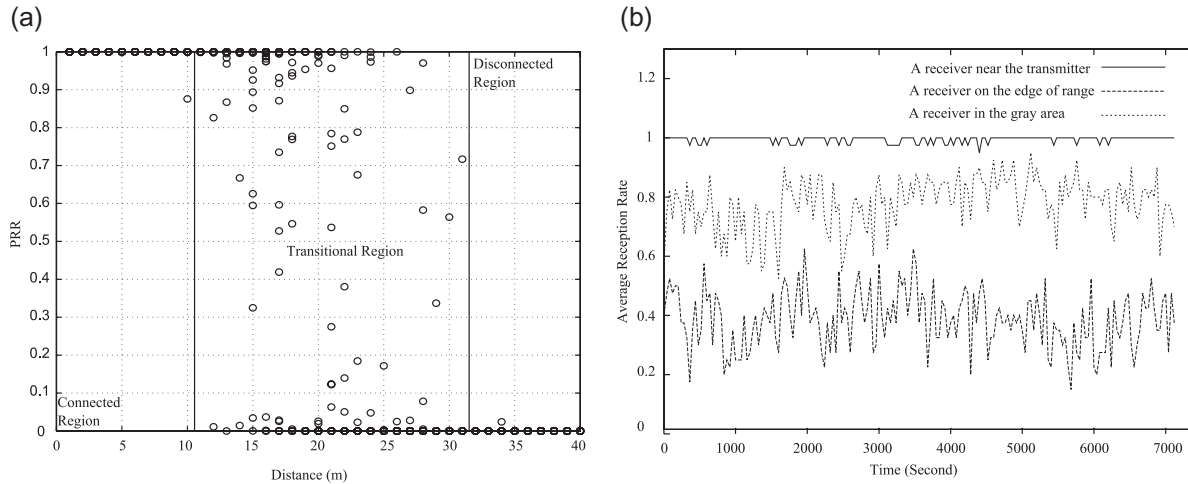 (a)
1
0.9
0.8
0.7
0.6
0.5
0.4
0.3
0.2
0.1
0
PRR
Disconnected
Region
Transitional Region
Connected
Region
0 5 10 15 20 25 30 35 40
Distance (m)
(b)
1.2
1
0.8
0.6
0.4
0.2
0
Average Reception Rate
A receiver near the transmitter
A receiver on the edge of range
A receiver in the gray area
0 1000 2000 3000 4000 5000 6000 7000
Time (Second)